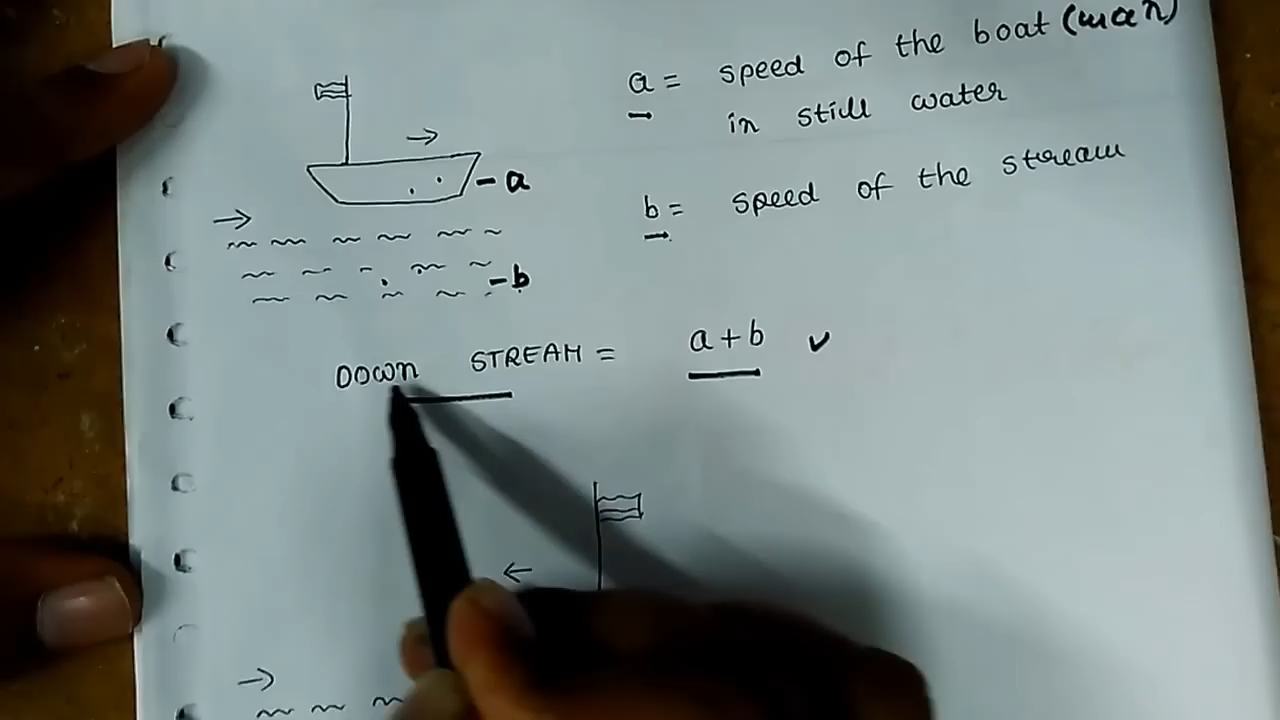 a = speed of the boat (man)
in still water
- a
b = speed of the stream
- b
DOWN STREAM = a + b ✓